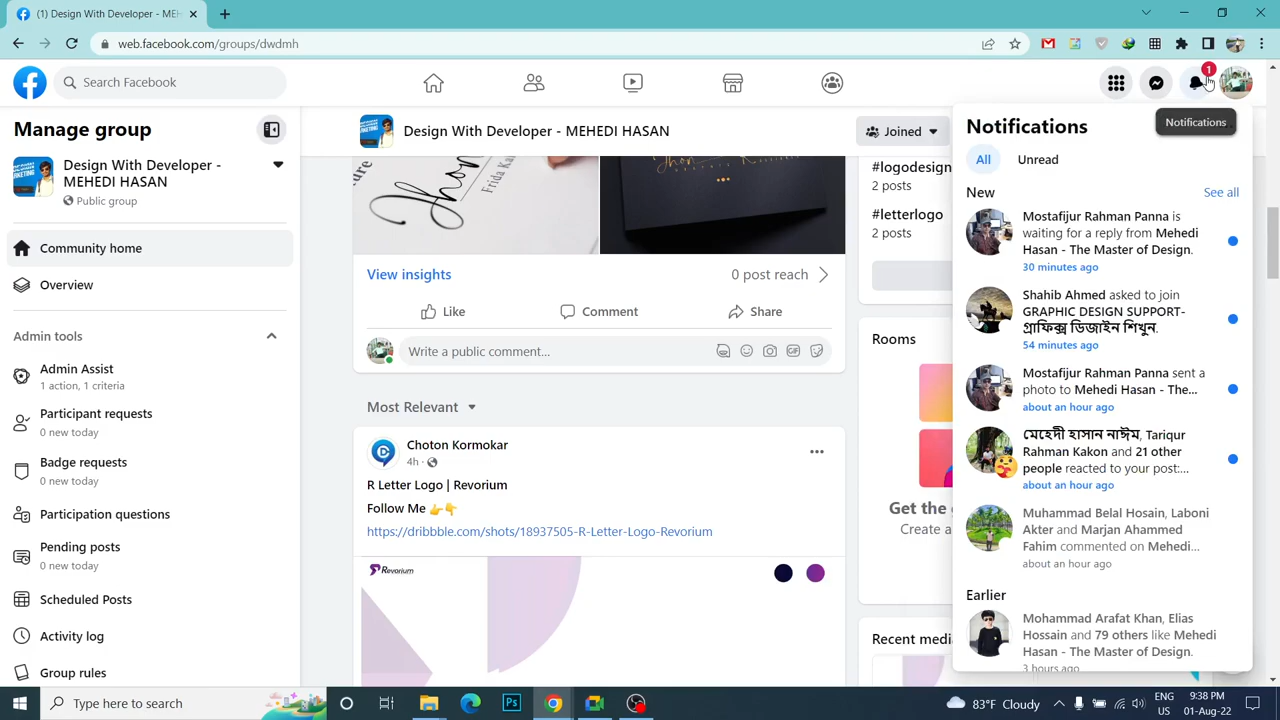 (1) Design With Developer - MEHEDI
web.facebook.com/groups/dwdmh
Search Facebook
1
Manage group
Design With Developer -
MEHEDI HASAN
Public group
Community home
Overview
Admin tools
Admin Assist
1 action, 1 criteria
Participant requests
0 new today
Badge requests
0 new today
Participation questions
Pending posts
0 new today
Scheduled Posts
Activity log
Group rules
Design With Developer - MEHEDI HASAN
Joined
Frida Ka
View insights
0 post reach
Like
Comment
Share
Write a public comment...
GIF
Most Relevant
Choton Kormokar
4h
R Letter Logo | Revorium
Follow Me 👉👇
https://dribbble.com/shots/18937505-R-Letter-Logo-Revorium
Revorium
#logodesign
2 posts
#letterlogo
2 posts
Rooms
Get the g
Create a
Recent medi
Notifications
Notifications
All
Unread
New
See all
Mostafijur Rahman Panna is
waiting for a reply from Mehedi
Hasan - The Master of Design.
30 minutes ago
Shahib Ahmed asked to join
GRAPHIC DESIGN SUPPORT-
গ্রাফিক্স ডিজাইন শিখুন.
54 minutes ago
Mostafijur Rahman Panna sent a
photo to Mehedi Hasan - The...
about an hour ago
মেহেদী হাসান নাঈম, Tariqur
Rahman Kakon and 21 other
people reacted to your post:...
about an hour ago
Muhammad Belal Hosain, Laboni
Akter and Marjan Ahammed
Fahim commented on Mehedi...
about an hour ago
Earlier
Mohammad Arafat Khan, Elias
Hossain and 79 others like Mehedi
Hasan - The Master of Design.
3 hours ago
Type here to search
Ps
83°F Cloudy
ENG
US
9:38 PM
01-Aug-22